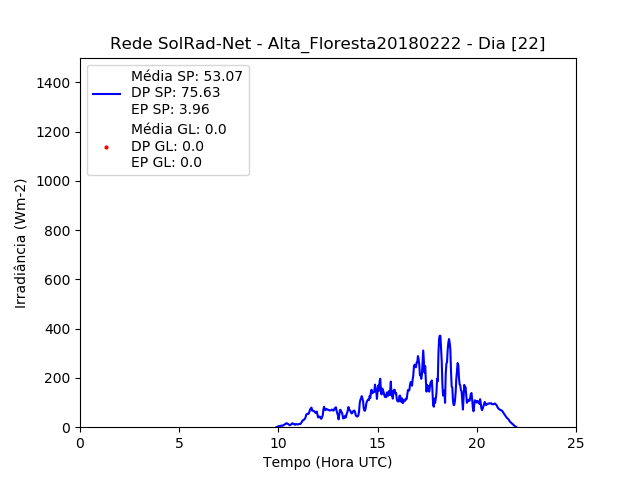 Rede SolRad-Net - Alta_Floresta20180222 - Dia [22]
Média SP: 53.07
DP SP: 75.63
EP SP: 3.96
Média GL: 0.0
DP GL: 0.0
EP GL: 0.0
1400
1200
1000
800
600
400
200
0
Irradiância (Wm-2)
0 5 10 15 20 25
Tempo (Hora UTC)